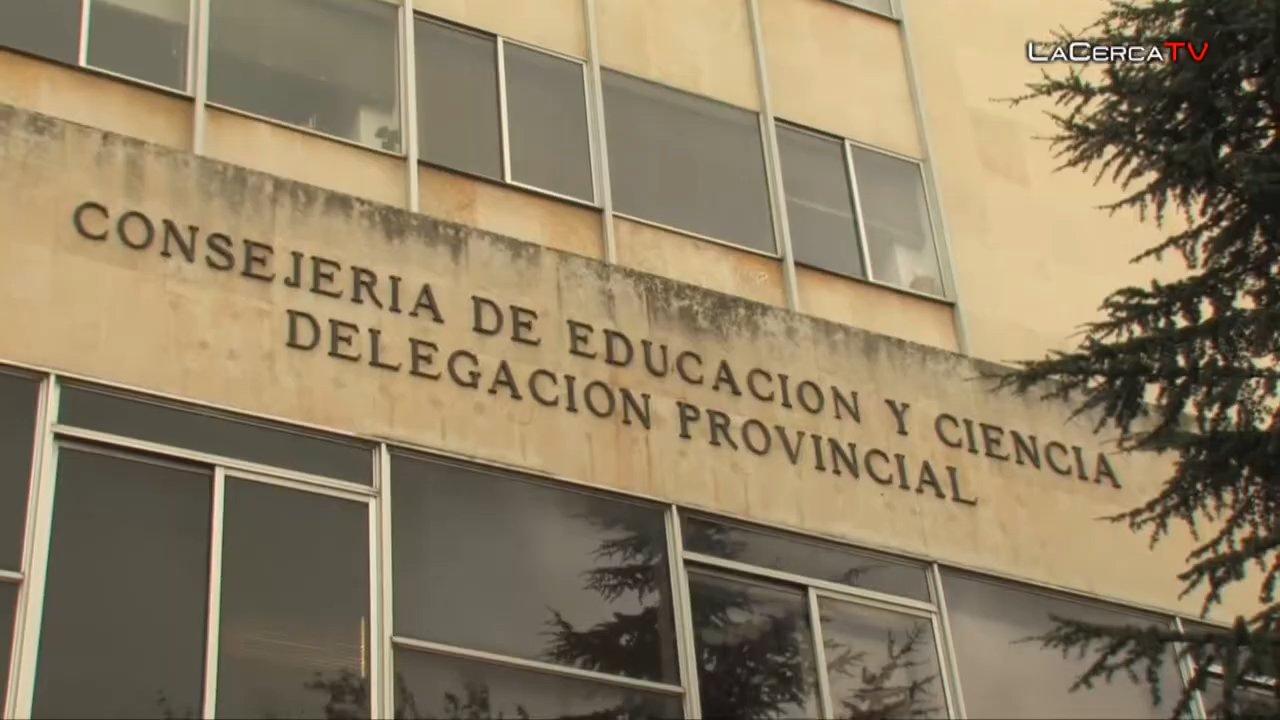 LaCercaTV
CONSEJERIA DE EDUCACION Y CIENCIA
DELEGACION PROVINCIAL